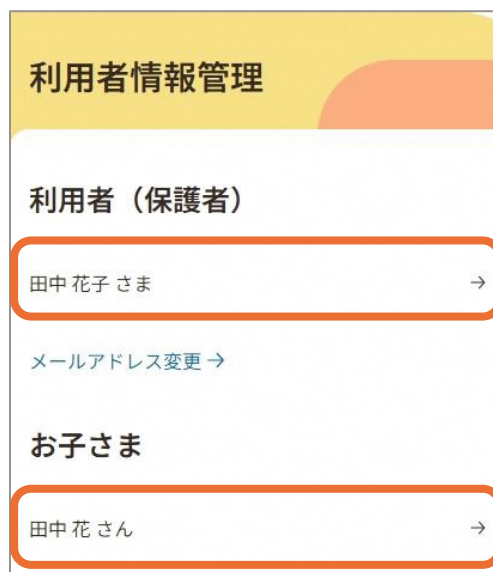 利用者情報管理
利用者（保護者）
田中 花子 さま →
メールアドレス変更 →
お子さま
田中 花 さん →